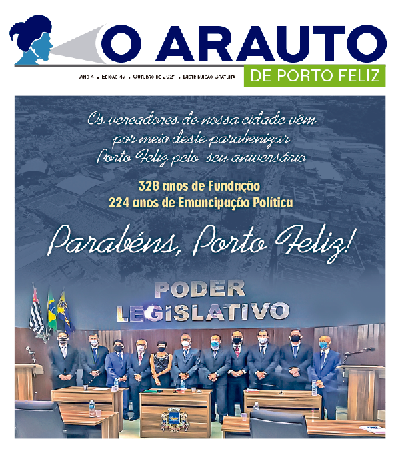 O ARAUTO
DE PORTO FELIZ
Os vereadores de nossa cidade vem
por meio deste parabenizar
Porto Feliz pelo seu aniversário
328 anos de Fundação
224 anos de Emancipação Política
Parabéns, Porto Feliz!
PODER
LEGISLATIVO